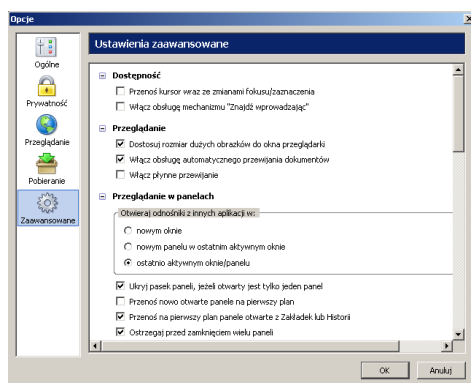 Opcje
Ustawienia zaawansowane
Ogólne
Prywatność
Przeglądanie
Pobieranie
Zaawansowane
Dostępność
Przenoś kursor wraz ze zmianami fokusu/zaznaczenia
Włącz obsługę mechanizmu "Znajdź wprowadzając"
Przeglądanie
Dostosuj rozmiar dużych obrazków do okna przeglądarki
Włącz obsługę automatycznego przewijania dokumentów
Włącz płynne przewijanie
Przeglądanie w panelach
Otwieraj odnośniki z innych aplikacji w:
nowym oknie
nowym panelu w ostatnim aktywnym oknie
ostatnio aktywnym oknie/panelu
Ukryj pasek paneli, jeżeli otwarty jest tylko jeden panel
Przenoś nowo otwarte panele na pierwszy plan
Przenoś na pierwszy plan panele otwarte z Zakładek lub Historii
Ostrzegaj przed zamknięciem wielu paneli
OK
Anuluj